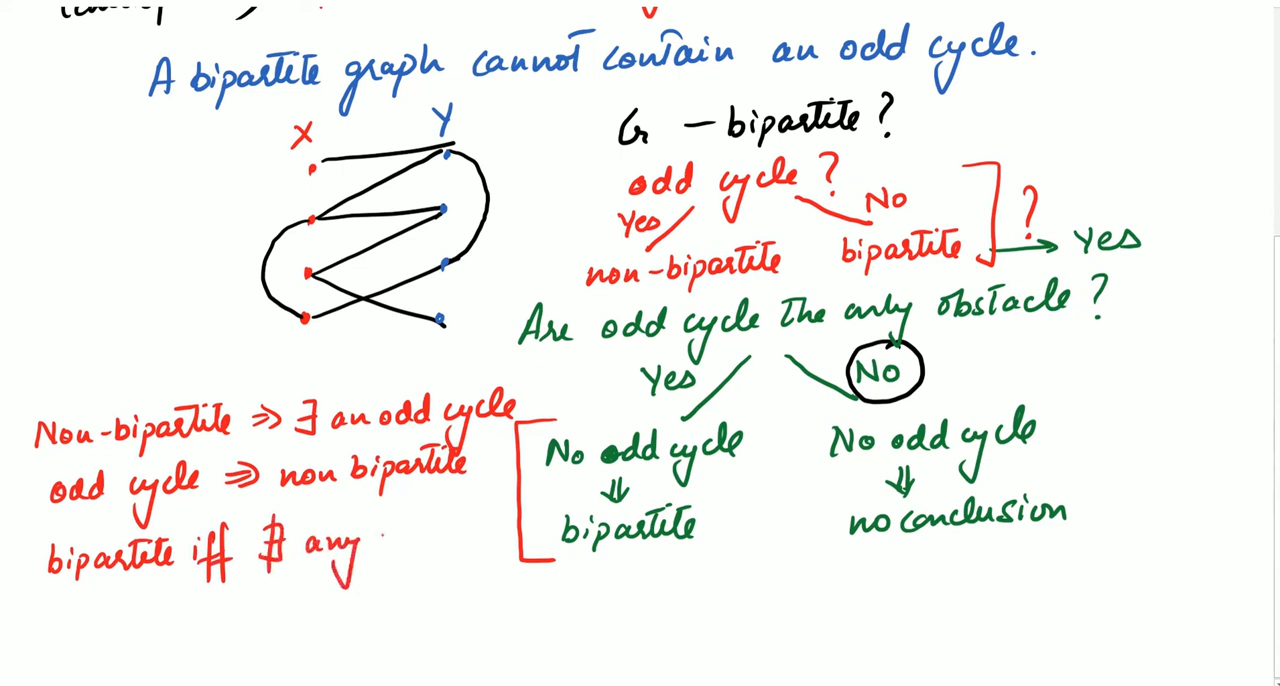 A bipartite graph cannot contain an odd cycle.
X Y
G - bipartite?
odd cycle?
Yes No
non-bipartite bipartite ? → Yes
Are odd cycle the only obstacle?
Yes No
No odd cycle No odd cycle
⇓ ⇓
bipartite no conclusion
Non-bipartite ⇒ ∃ an odd cycle
odd cycle ⇒ non bipartite
bipartite iff ∄ any